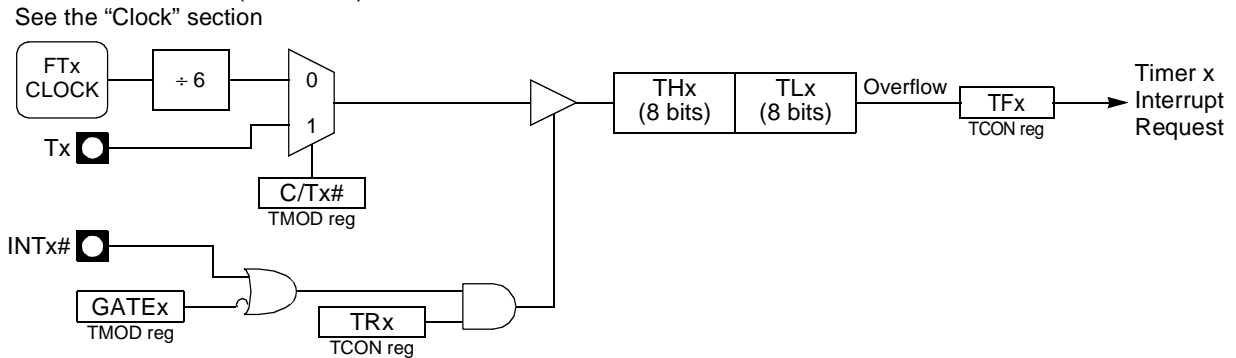 See the “Clock” section
FTx
CLOCK
÷ 6
0
1
Tx
C/Tx#
TMOD reg
THx
(8 bits)
TLx
(8 bits)
Overflow
TFx
TCON reg
Timer x
Interrupt
Request
INTx#
GATEx
TMOD reg
TRx
TCON reg